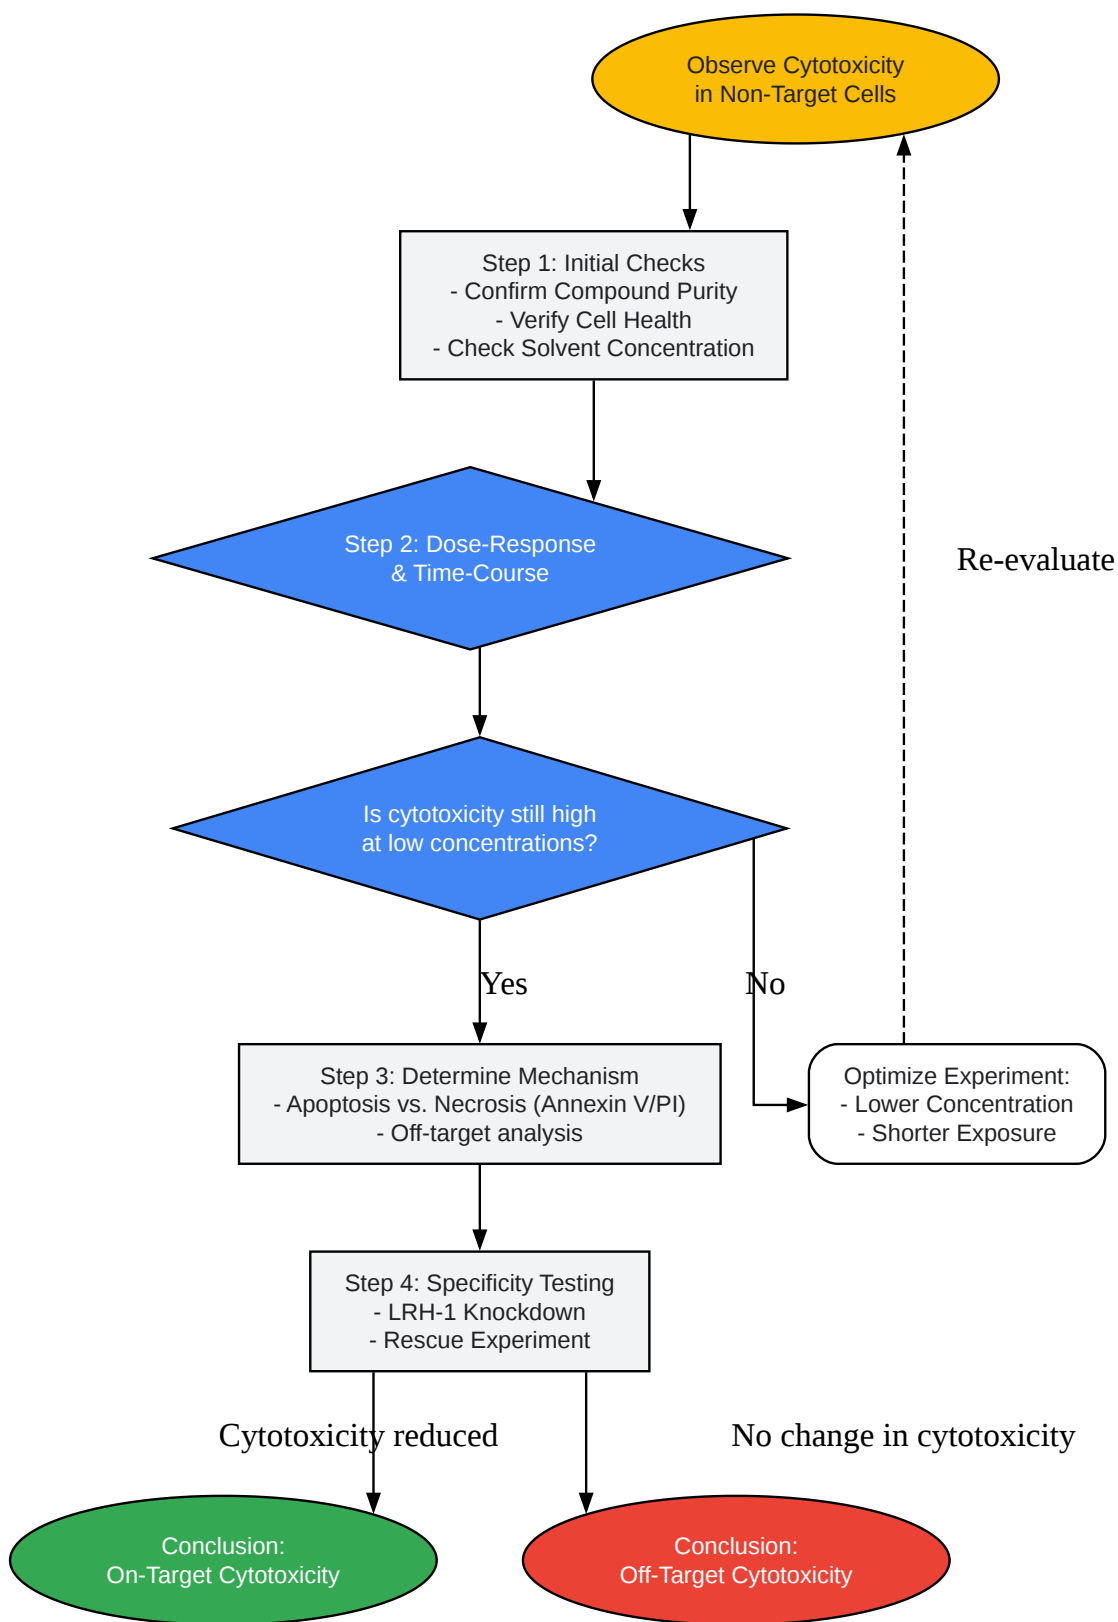 Observe Cytotoxicity
in Non-Target Cells
Step 1: Initial Checks
- Confirm Compound Purity
- Verify Cell Health
- Check Solvent Concentration
Step 2: Dose-Response
& Time-Course
Re-evaluate
Is cytotoxicity still high
at low concentrations?
Yes
No
Step 3: Determine Mechanism
- Apoptosis vs. Necrosis (Annexin V/PI)
- Off-target analysis
Optimize Experiment:
- Lower Concentration
- Shorter Exposure
Step 4: Specificity Testing
- LRH-1 Knockdown
- Rescue Experiment
Cytotoxicity reduced
No change in cytotoxicity
Conclusion:
On-Target Cytotoxicity
Conclusion:
Off-Target Cytotoxicity